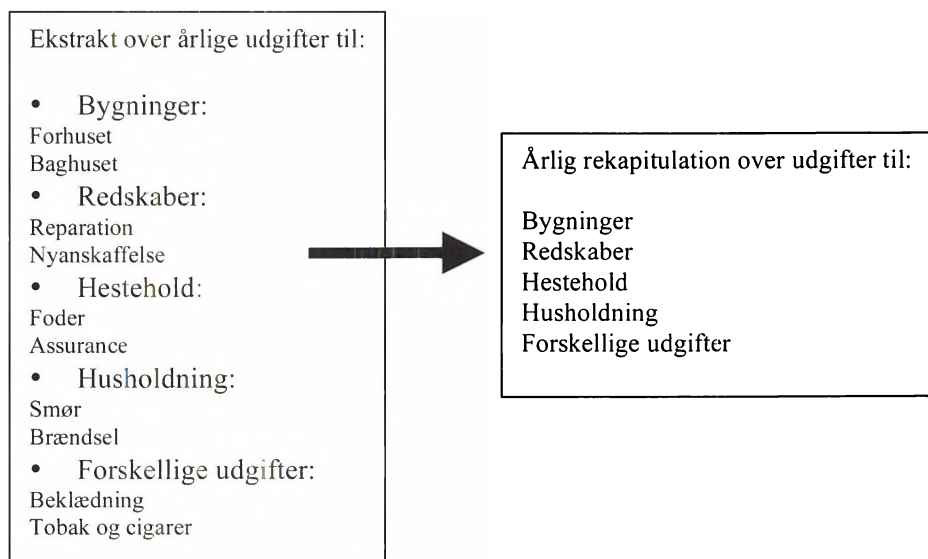 Ekstrakt over årlige udgifter til:
• Bygninger:
Forhuset
Baghuset
• Redskaber:
Reparation
Nyanskaffelse
• Hestehold:
Foder
Assurance
• Husholdning:
Smør
Brændsel
• Forskellige udgifter:
Beklædning
Tobak og cigarer
Årlig rekapitulation over udgifter til:
Bygninger
Redskaber
Hestehold
Husholdning
Forskellige udgifter